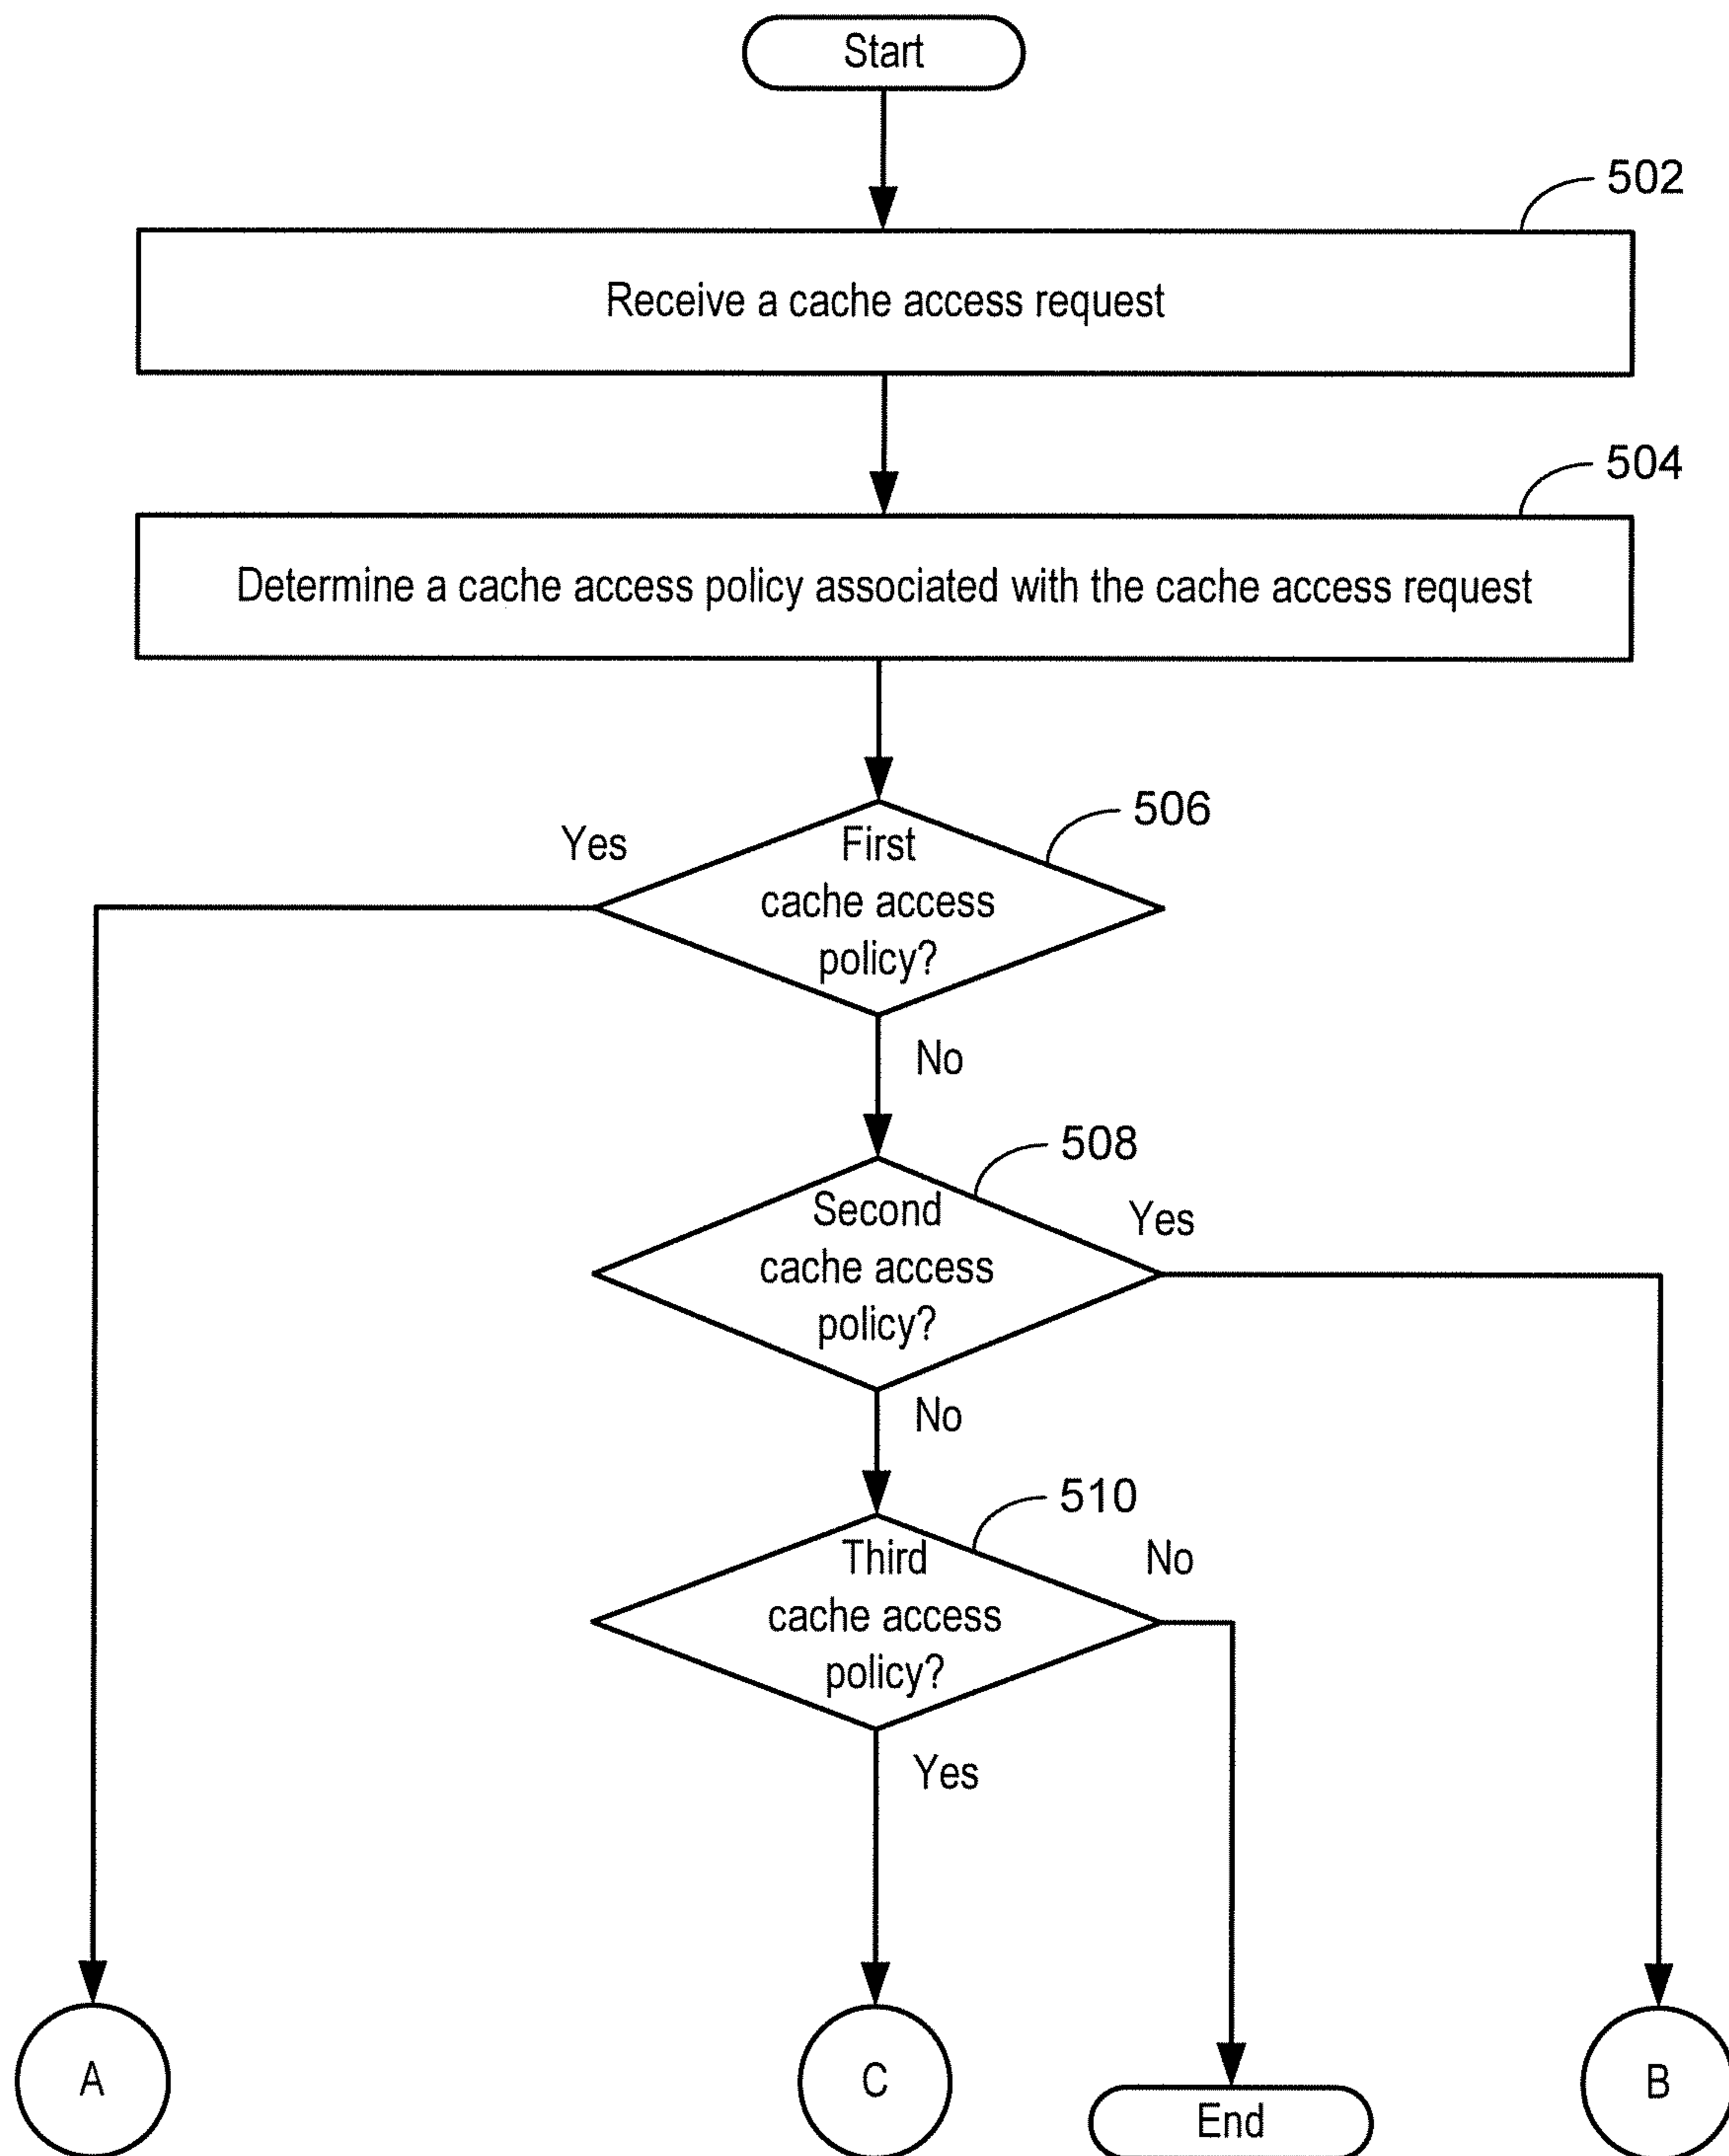 Start
502
Receive a cache access request
504
Determine a cache access policy associated with the cache access request
506
Yes
First
cache access
policy?
No
508
Second
Yes
cache access
policy?
No
510
Third
No
cache access
policy?
Yes
A
C
B
End